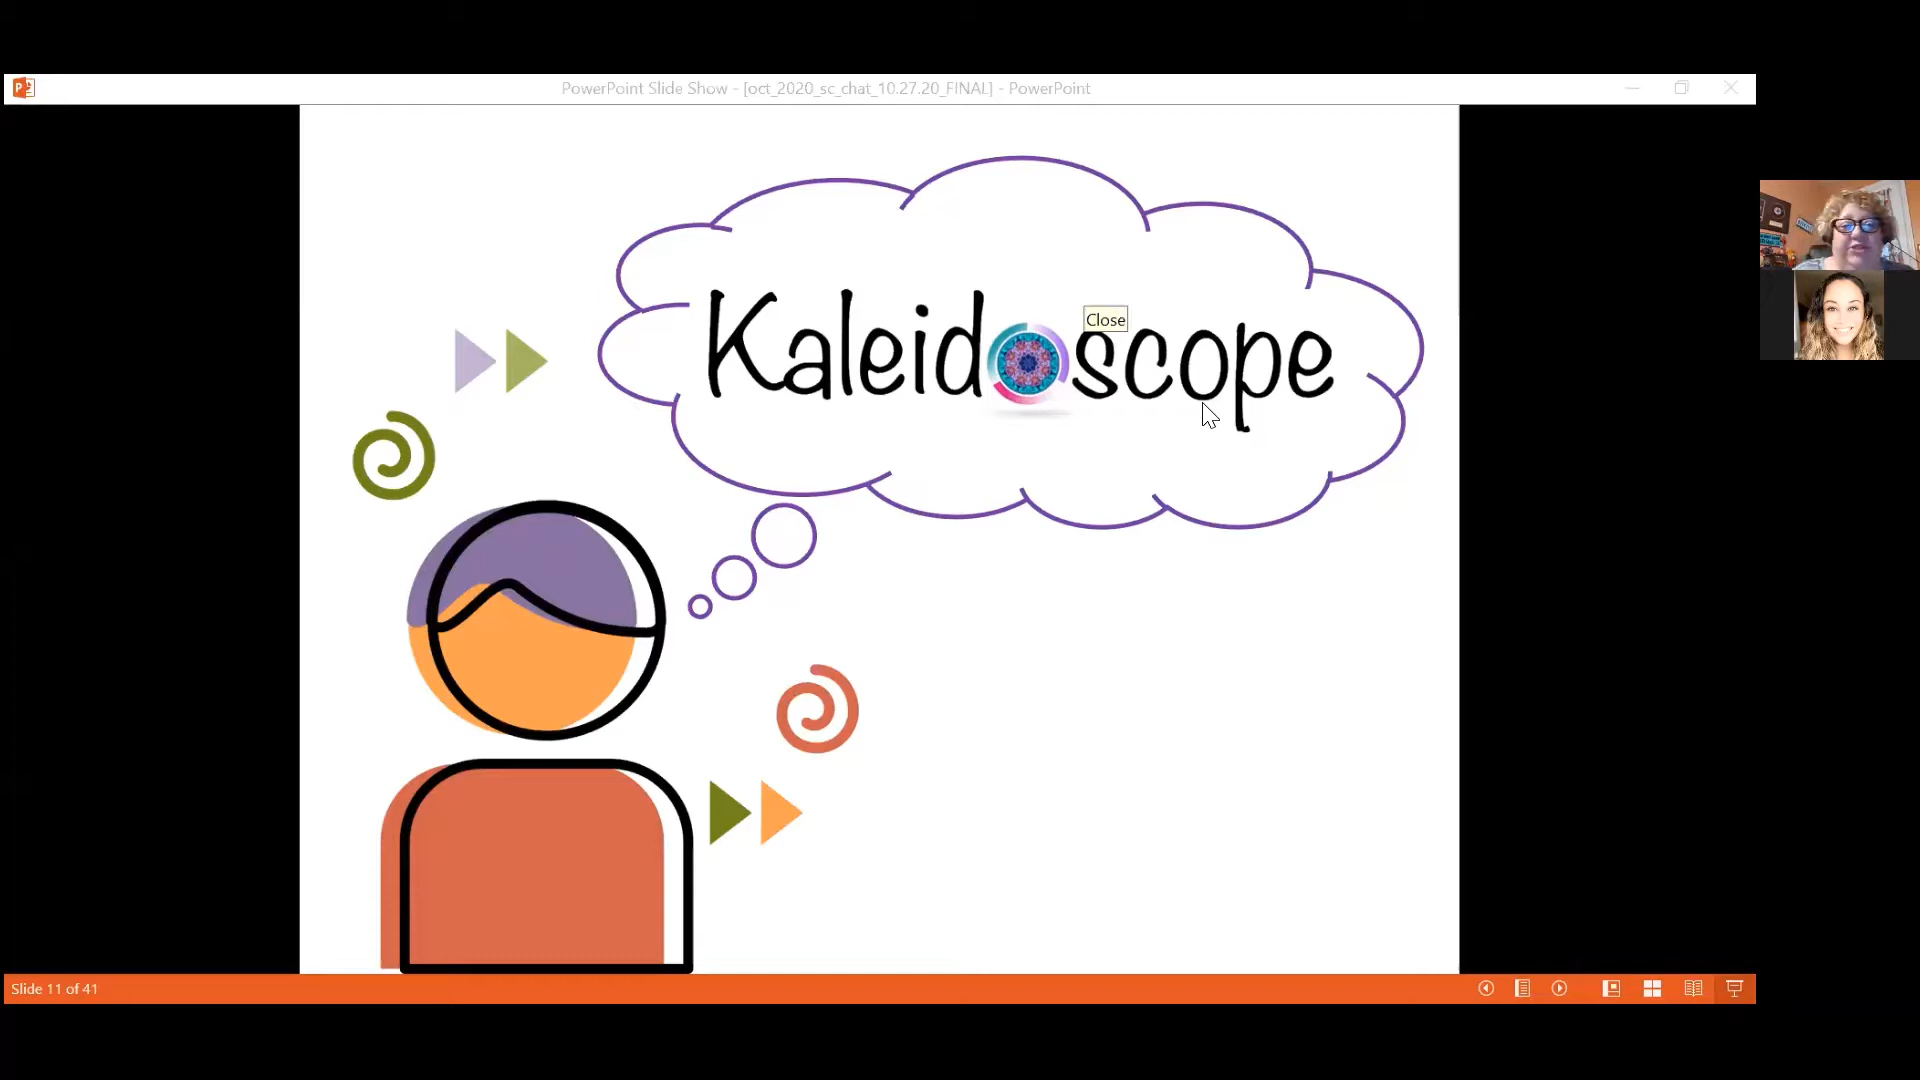 PowerPoint Slide Show - [oct_2020_sc_chat_10.27.20_FINAL] - PowerPoint
Close
Kaleidoscope
Slide 11 of 41